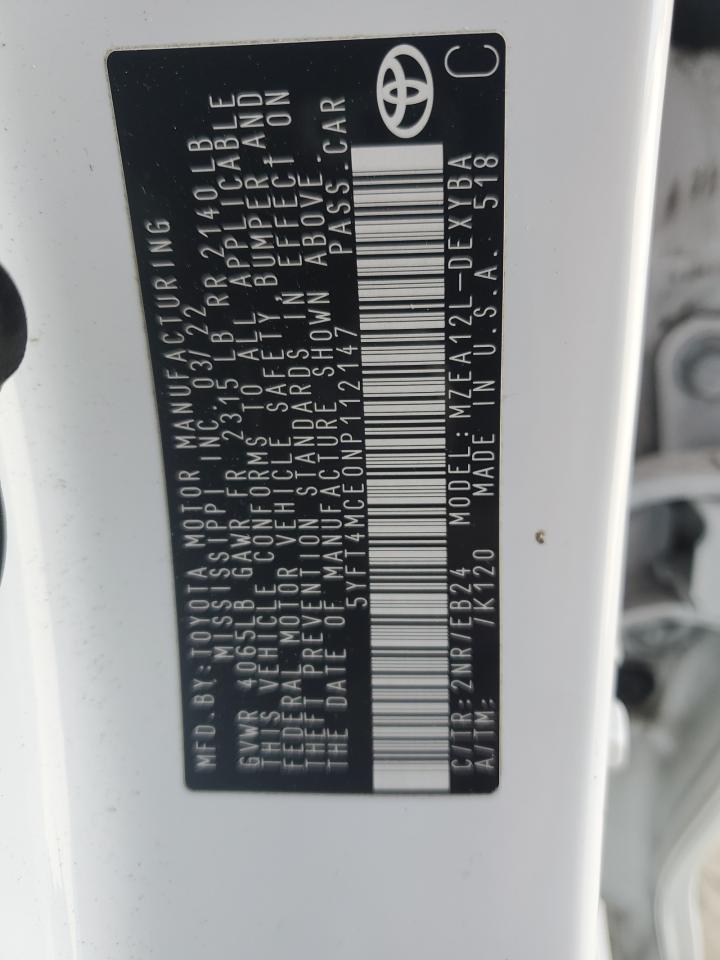 MFD.BY:TOYOTA MOTOR MANUFACTURING
MISSISSIPPI INC. 03/22
GVWR 4065LB GAWR FR 2315 LB RR 2140LB
THIS VEHICLE CONFORMS TO ALL APPLICABLE
FEDERAL MOTOR VEHICLE SAFETY, BUMPER AND
THEFT PREVENTION STANDARDS IN EFFECT ON
THE DATE OF MANUFACTURE SHOWN ABOVE.
5YFT4MCE0NP112147 PASS.CAR
C/TR:2NR/EB24 MODEL:MZEA12L-DEXYBA
A/TM: /K120 MADE IN U.S.A. 518
C